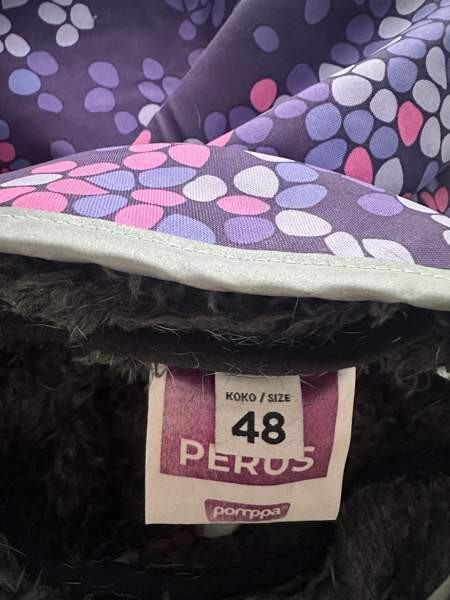 KOKO / SIZE
48
PERUS
pomppa